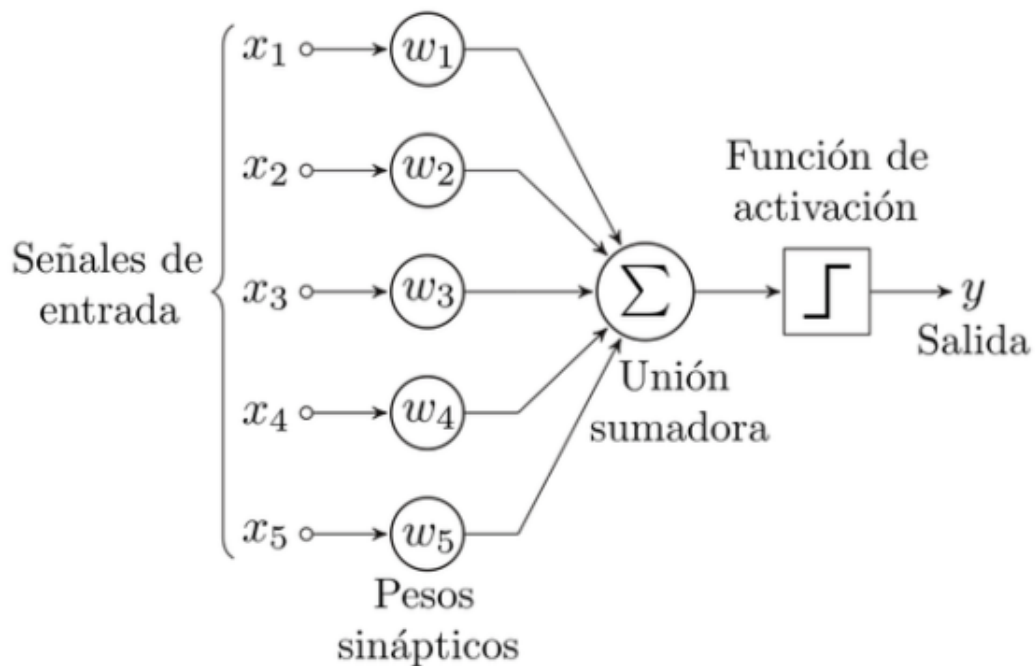 x₁ w₁
x₂ w₂
Función de
activación
Señales de
entrada
x₃ w₃ Σ y
Salida
Unión
sumadora
x₄ w₄
x₅ w₅
Pesos
sinápticos